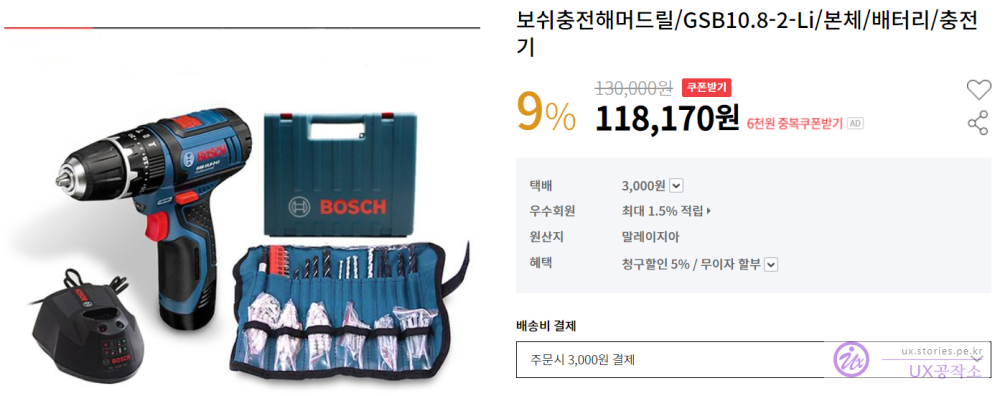 보쉬충전해머드릴/GSB10.8-2-Li/본체/배터리/충전
기
130,000원 쿠폰받기
9%
118,170원 6천원 중복쿠폰받기 AD
BOSCH
BOSCH
택배 3,000원
우수회원 최대 1.5% 적립
원산지 말레이지아
혜택 청구할인 5% / 무이자 할부
배송비 결제
주문시 3,000원 결제
ux.stories.pe.kr
UX공작소